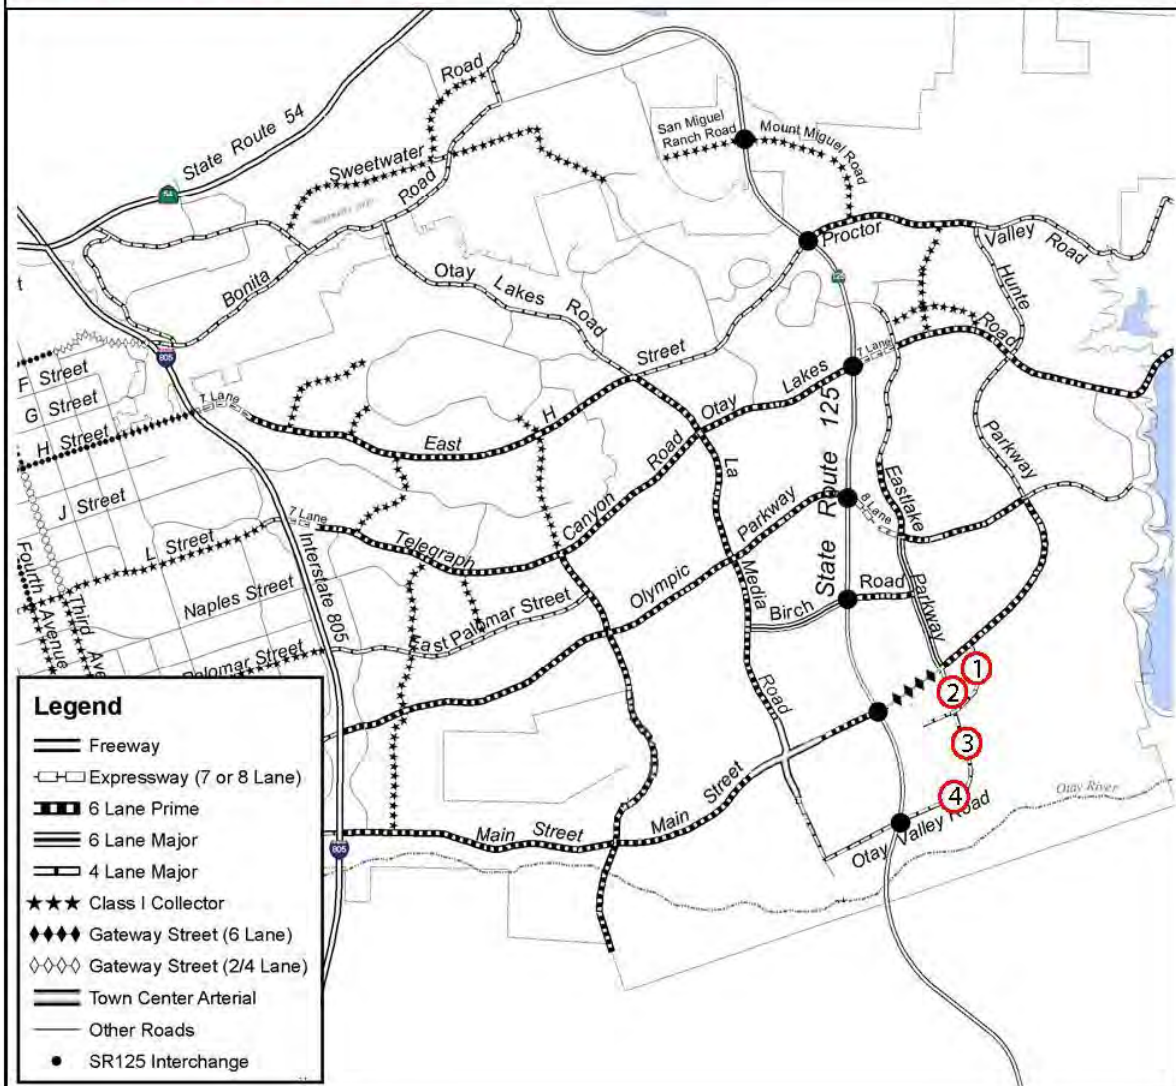 State Route 54
54
Road
Sweetwater
Road
San Miguel
Ranch Road
Mount Miguel Road
Proctor
Valley
Road
Hunte
Bonita
Otay
Lakes
Road
125
t
805
F Street
G Street
H Street
7 Lane
Street
7 Lane
Road
Lakes
Otay
H
East
J Street
L Street
7 Lane
Telegraph
Canyon
Road
La
Parkway
State Route 125
8 Lane
Eastlake
Parkway
Fourth Avenue
Third Ave
Naples Street
Interstate 805
East Palomar Street
Olympic
Media
Birch
Road
Parkway
Palomar Street
Road
1
2
3
4
Main Street
Main Street
Otay Valley Road
Otay River
805
Legend
Freeway
Expressway (7 or 8 Lane)
6 Lane Prime
6 Lane Major
4 Lane Major
Class I Collector
Gateway Street (6 Lane)
Gateway Street (2/4 Lane)
Town Center Arterial
Other Roads
SR125 Interchange